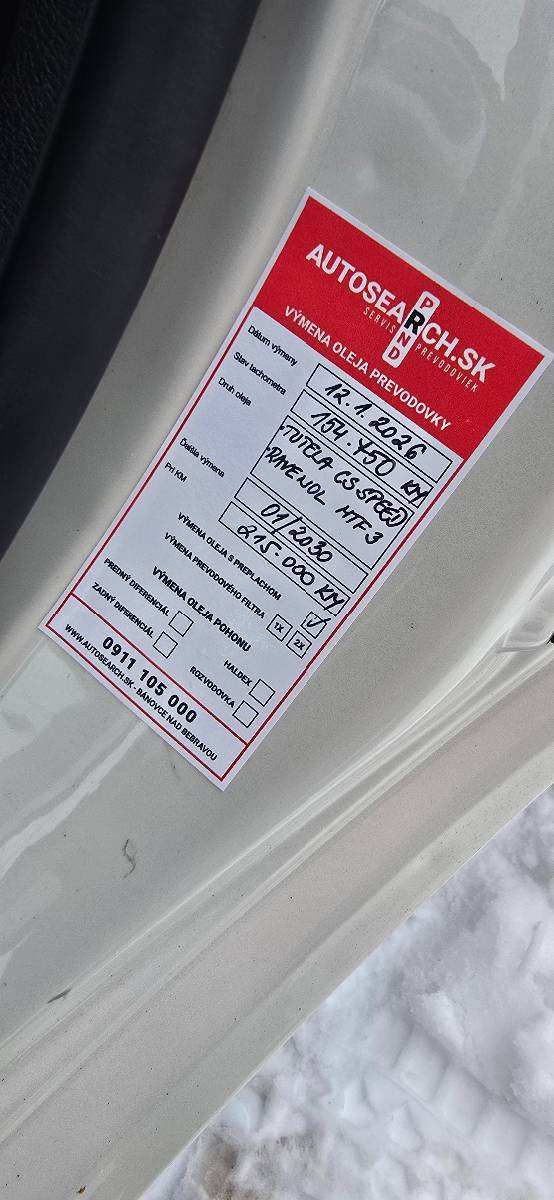 AUTOSEARCH.SK
PRND
SERVIS PREVODOVIEK
VÝMENA OLEJA PREVODOVKY
Dátum výmeny 12.1.2026
Stav tachometra 154.450 KM
Druh oleja TUTELA CS SPEED
RAVENOL MTF3
Ďalšia výmena 01/2030
Pri KM 215.000 KM
VÝMENA OLEJA S PREPLACHOM ✓
VÝMENA PREVODOVÉHO FILTRA 1X 2X
VÝMENA OLEJA POHONU
PREDNÝ DIFERENCIÁL HALDEX
ZADNÝ DIFERENCIÁL ROZVODOVKA
0911 105 000
WWW.AUTOSEARCH.SK - BÁNOVCE NAD BEBRAVOU